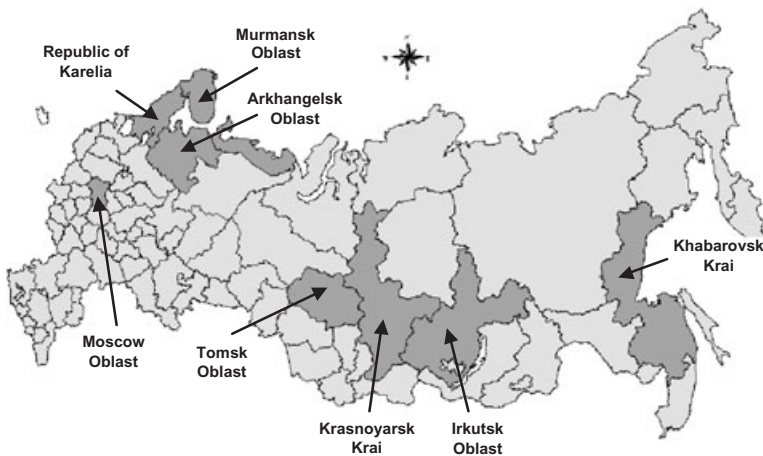 Murmansk
Oblast
Republic of
Karelia
Arkhangelsk
Oblast
Khabarovsk
Krai
Moscow
Oblast
Tomsk
Oblast
Krasnoyarsk
Krai
Irkutsk
Oblast